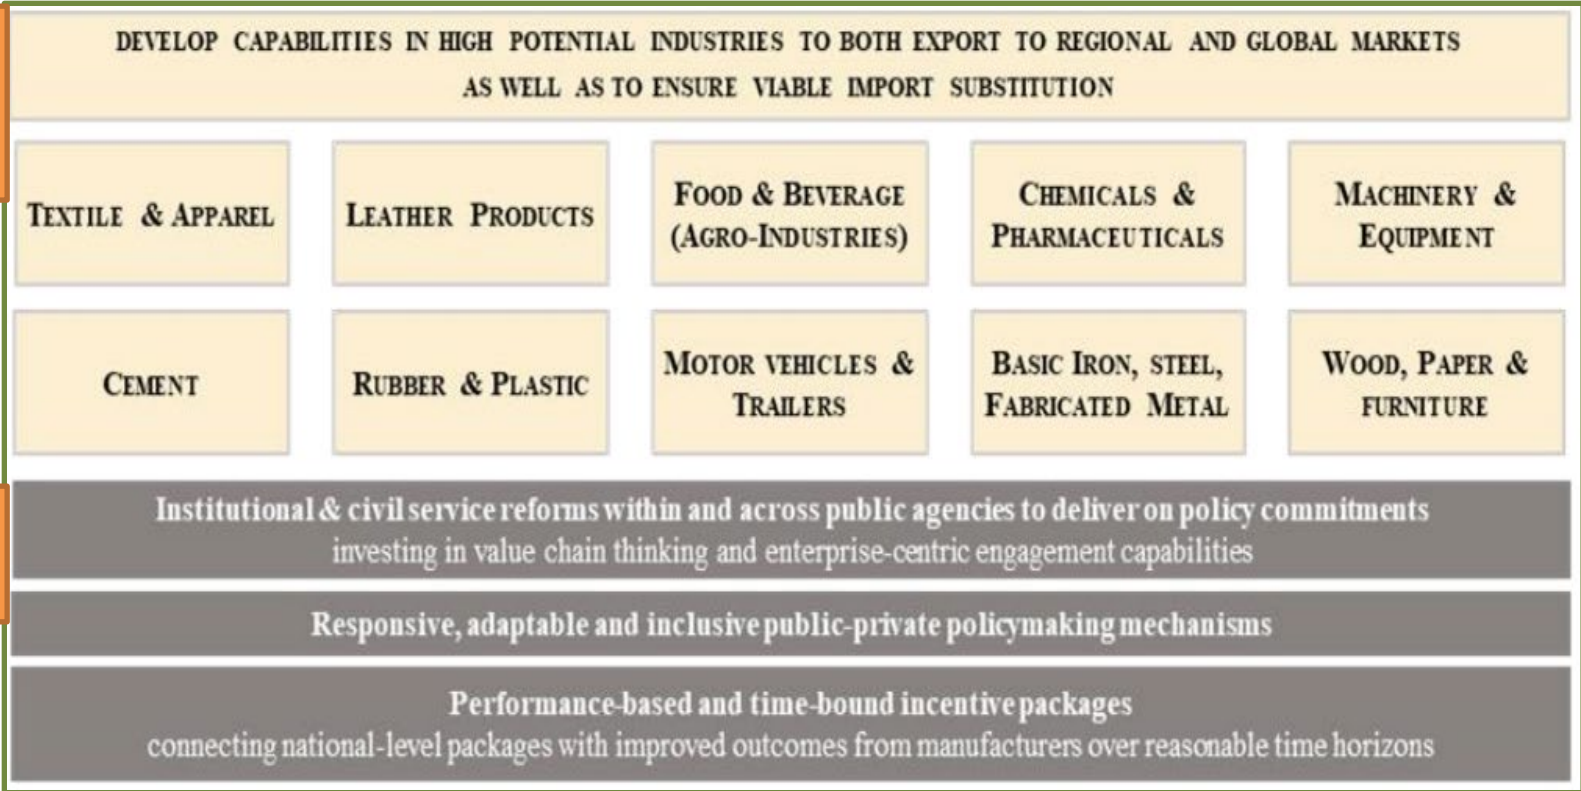 DEVELOP CAPABILITIES IN HIGH POTENTIAL INDUSTRIES TO BOTH EXPORT TO REGIONAL AND GLOBAL MARKETS
AS WELL AS TO ENSURE VIABLE IMPORT SUBSTITUTION
TEXTILE & APPAREL
LEATHER PRODUCTS
FOOD & BEVERAGE
(AGRO-INDUSTRIES)
CHEMICALS &
PHARMACEUTICALS
MACHINERY &
EQUIPMENT
CEMENT
RUBBER & PLASTIC
MOTOR VEHICLES &
TRAILERS
BASIC IRON, STEEL,
FABRICATED METAL
WOOD, PAPER &
FURNITURE
Institutional & civil service reforms within and across public agencies to deliver on policy commitments
investing in value chain thinking and enterprise-centric engagement capabilities
Responsive, adaptable and inclusive public-private policymaking mechanisms
Performance-based and time-bound incentive packages
connecting national-level packages with improved outcomes from manufacturers over reasonable time horizons